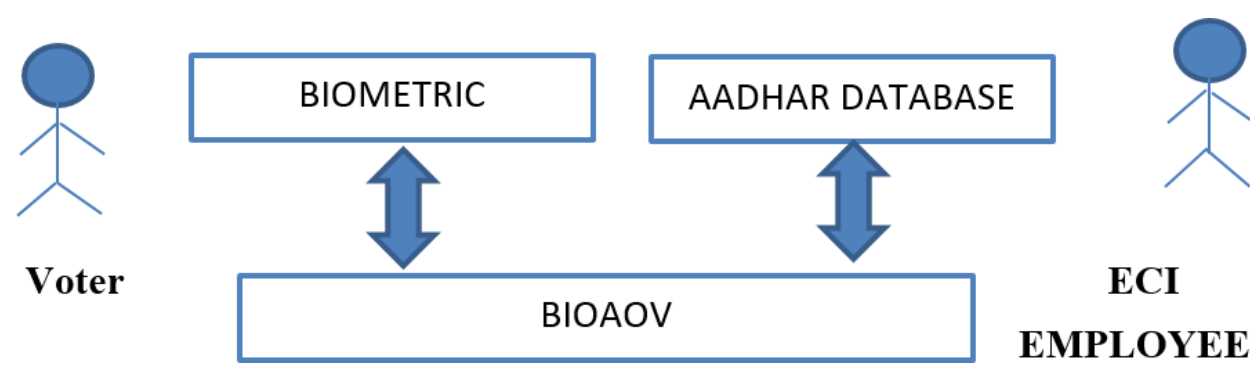 BIOMETRIC
AADHAR DATABASE
Voter
BIOAOV
ECI
EMPLOYEE